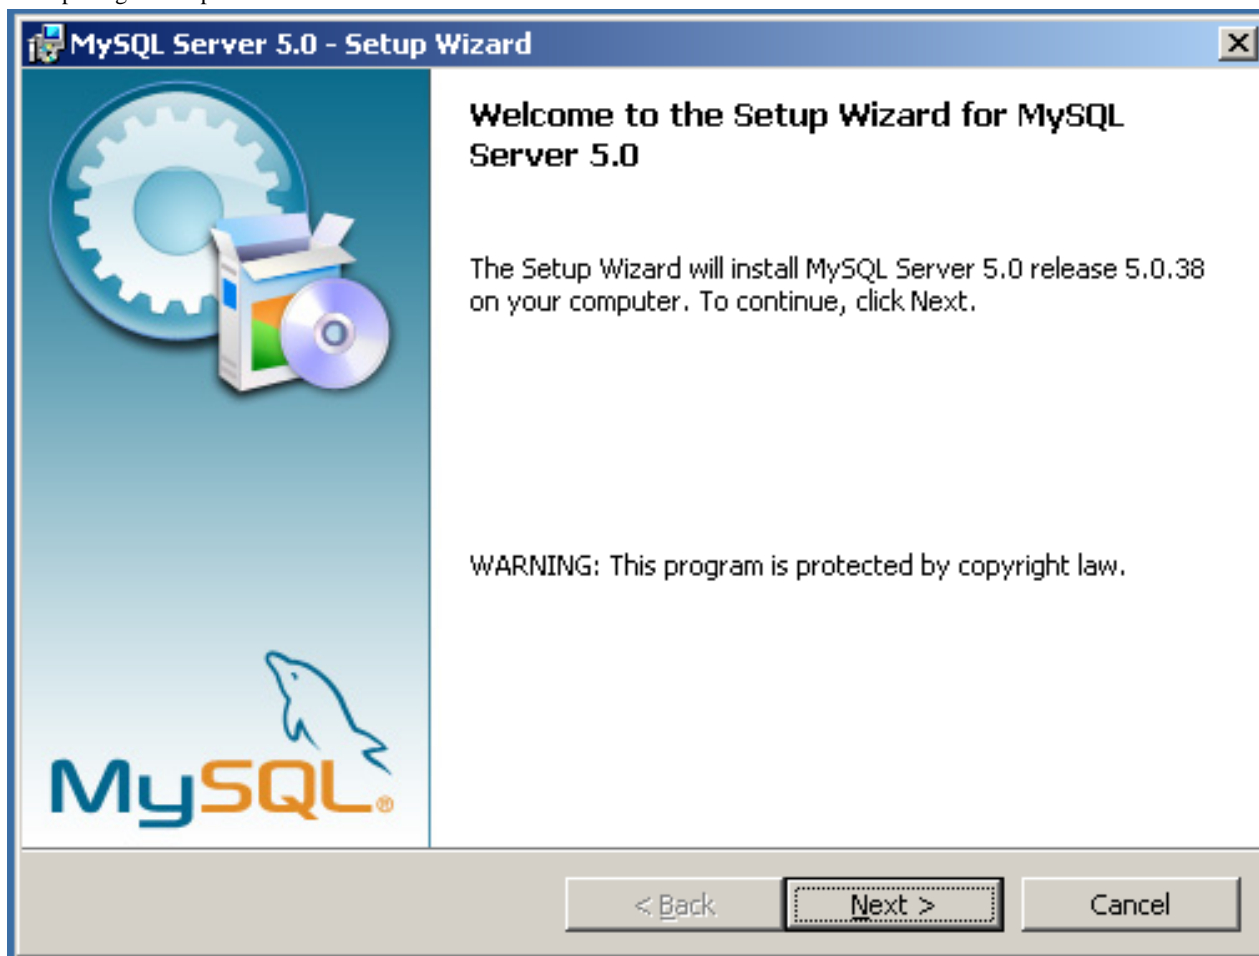 MySQL Server 5.0 - Setup Wizard
Welcome to the Setup Wizard for MySQL
Server 5.0
The Setup Wizard will install MySQL Server 5.0 release 5.0.38
on your computer. To continue, click Next.
WARNING: This program is protected by copyright law.
MySQL®
< Back
Next >
Cancel